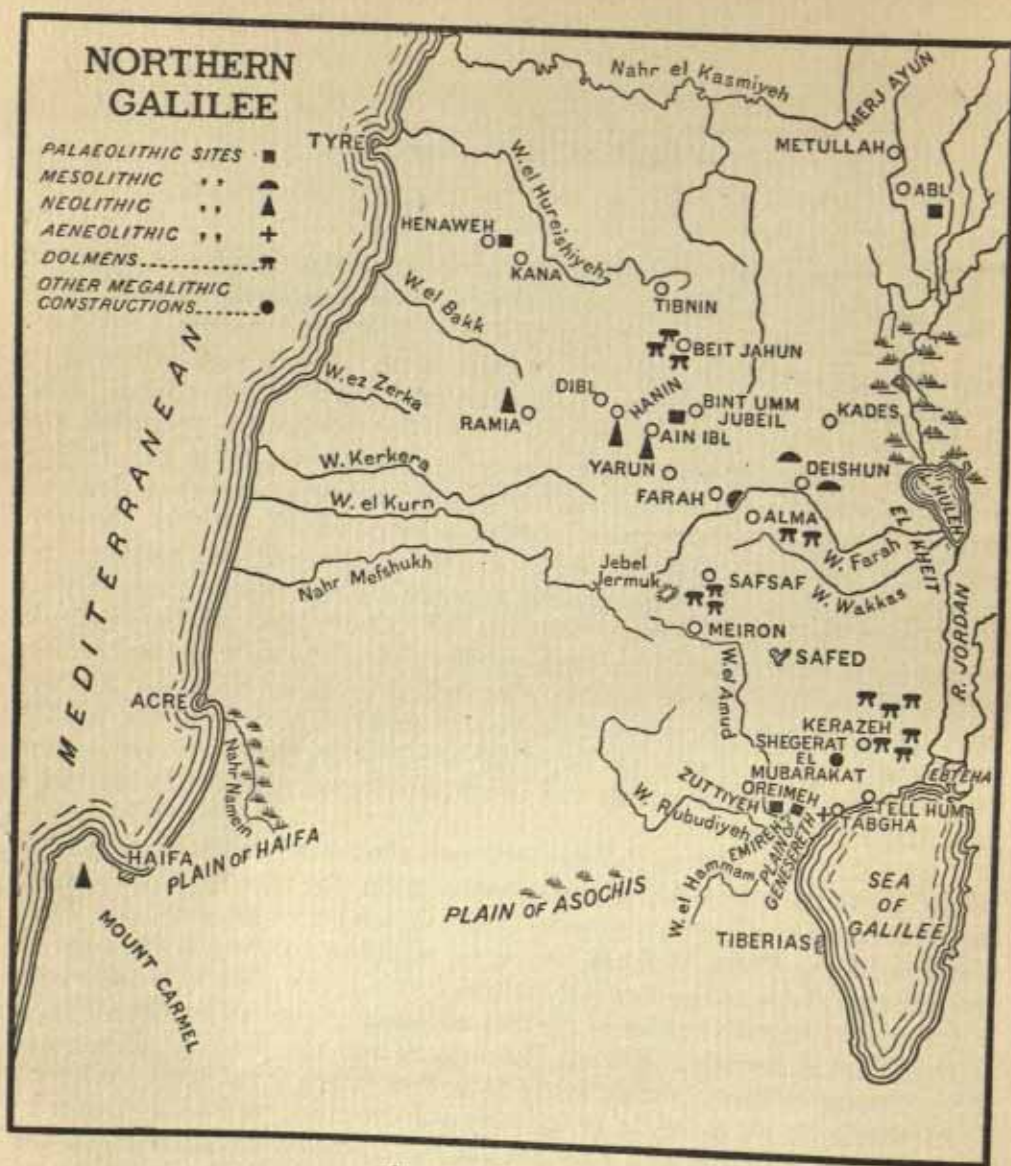 NORTHERN
GALILEE
PALAEOLITHIC SITES
MESOLITHIC ,,
NEOLITHIC ,,
AENEOLITHIC ,,
DOLMENS
OTHER MEGALITHIC
CONSTRUCTIONS
MEDITERRANEAN
TYRE
Nahr el Kasmiyeh
MERJ AYUN
METULLAH
ABL
W. el Hureishiyeh
HENAWEH
KANA
TIBNIN
W. el Bakk
BEIT JAHUN
W. ez Zerka
DIBL
HANIN
BINT UMM
JUBEIL
KADES
RAMIA
AIN IBL
W. Kerkera
YARUN
DEISHUN
FARAH
L. HULEH
W. el Kurn
ALMA
EL
KHEIT
W. Farah
Nahr Mefshukh
Jebel
Jermuk
SAFSAF
W. Wakkas
MEIRON
R. JORDAN
SAFED
W. el Amud
ACRE
Nahr Namein
KERAZEH
SHEGERAT
EL
MUBARAKAT
EBTEHA
ZUTTIYEH
OREIMEH
TELL HUM
TABGHA
W. Rubudiyeh
EMIREH
PLAIN OF
GENESERETH
W. el Hammam
HAIFA
PLAIN OF HAIFA
PLAIN OF ASOCHIS
SEA
OF
GALILEE
TIBERIAS
MOUNT CARMEL